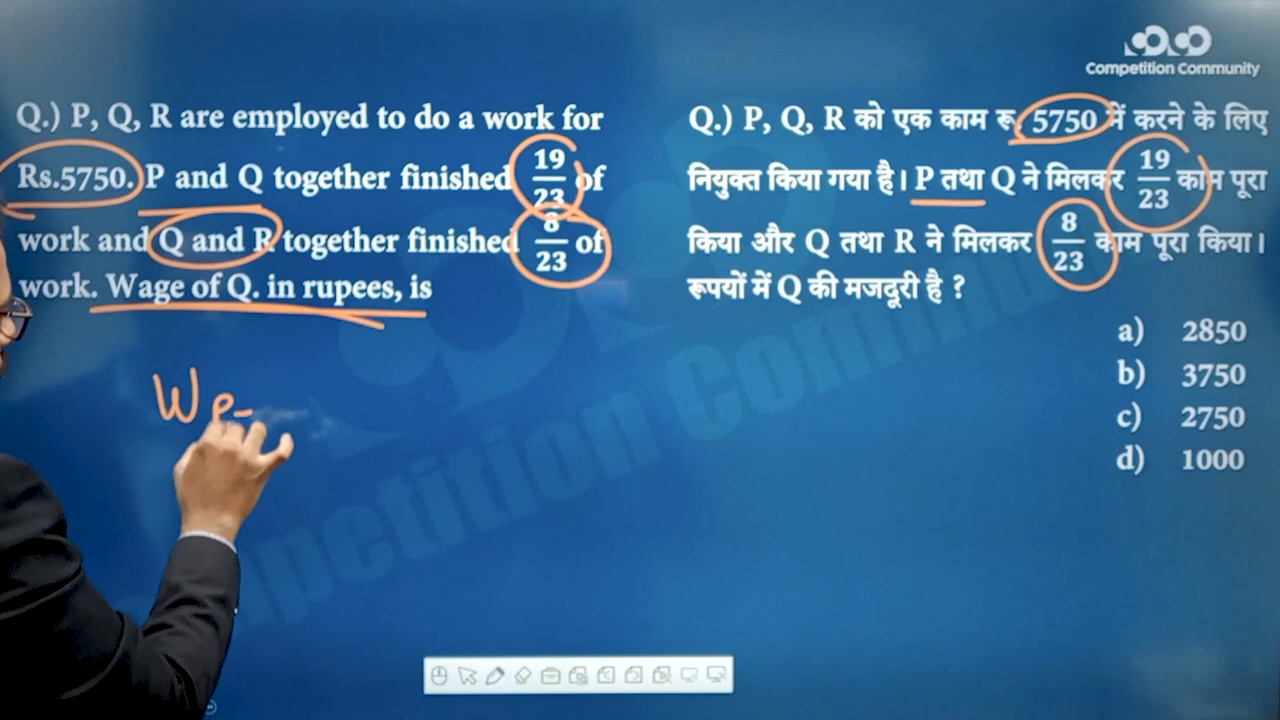 Competition Community
Q.) P, Q, R are employed to do a work for
Rs.5750. P and Q together finished 19/23 of
work and Q and R together finished 8/23 of
work. Wage of Q. in rupees, is
Q.) P, Q, R को एक काम रू 5750 में करने के लिए
नियुक्त किया गया है। P तथा Q ने मिलकर 19/23 काम पूरा
किया और Q तथा R ने मिलकर 8/23 काम पूरा किया।
रूपयों में Q की मजदूरी है ?
a) 2850
b) 3750
c) 2750
d) 1000
W